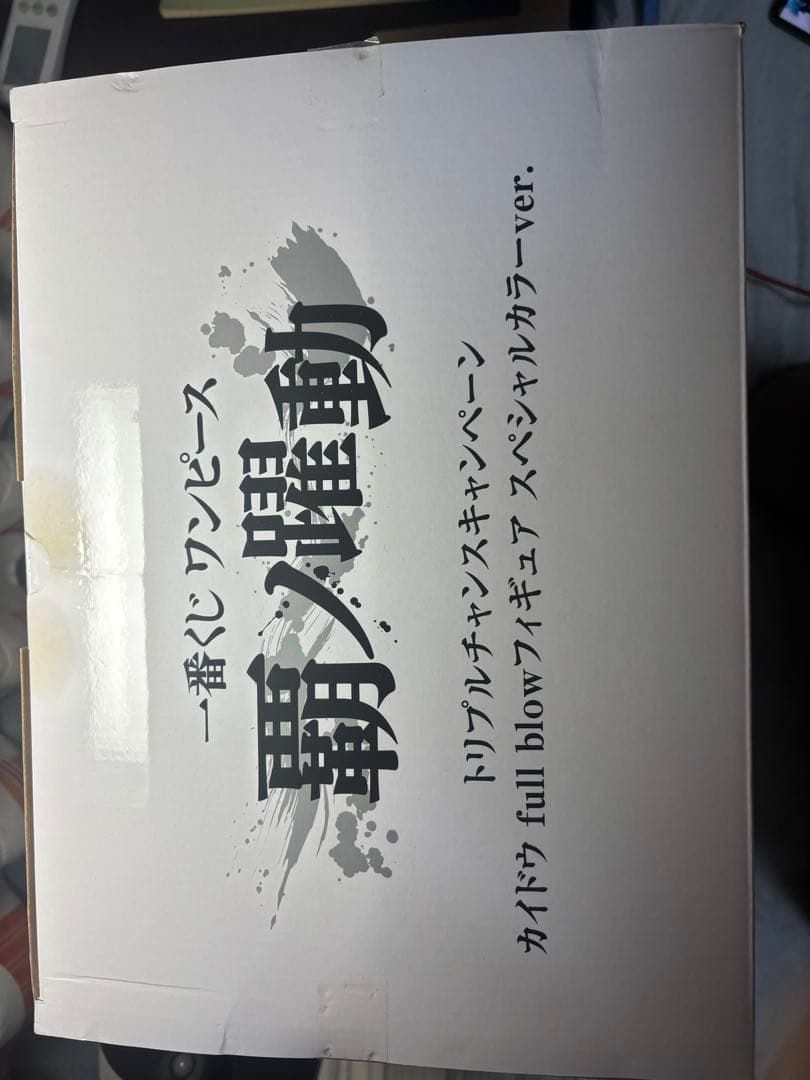 一番くじ ワンピース
覇ノ躍動
トリプルチャンスキャンペーン
カイドウ full blowフィギュア スペシャルカラーver.